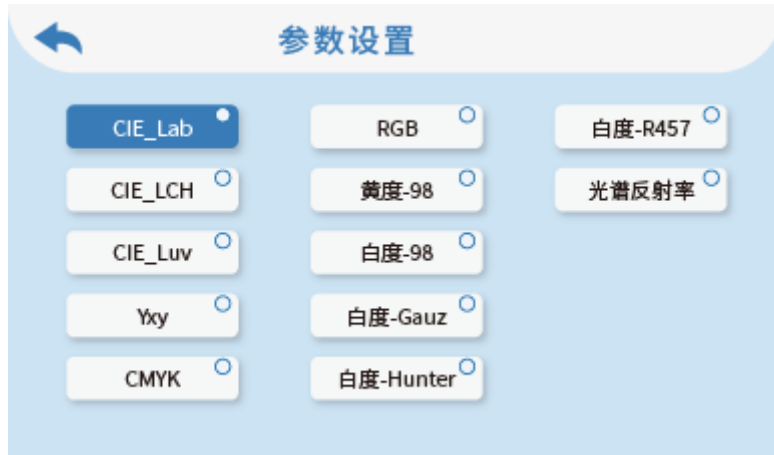 参数设置
CIE_Lab
RGB
白度-R457
CIE_LCH
黄度-98
光谱反射率
CIE_Luv
白度-98
Yxy
白度-Gauz
CMYK
白度-Hunter